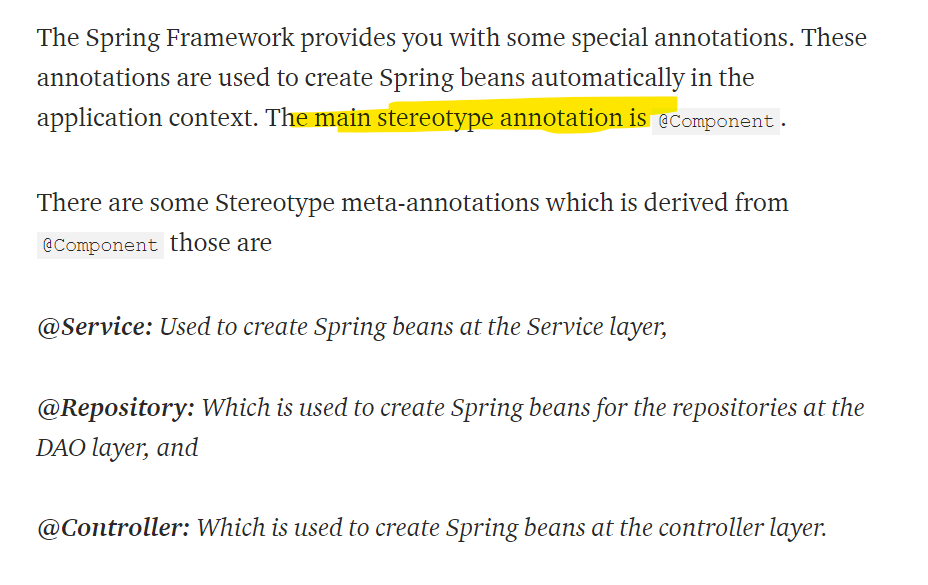 The Spring Framework provides you with some special annotations. These
annotations are used to create Spring beans automatically in the
application context. The main stereotype annotation is @Component.
There are some Stereotype meta-annotations which is derived from
@Component those are
@Service: Used to create Spring beans at the Service layer,
@Repository: Which is used to create Spring beans for the repositories at the
DAO layer, and
@Controller: Which is used to create Spring beans at the controller layer.